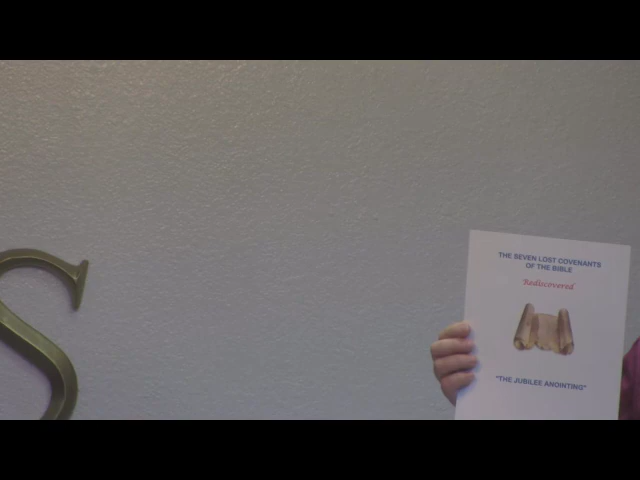 S
THE SEVEN LOST COVENANTS
OF THE BIBLE
'Rediscovered'
"THE JUBILEE ANOINTING"